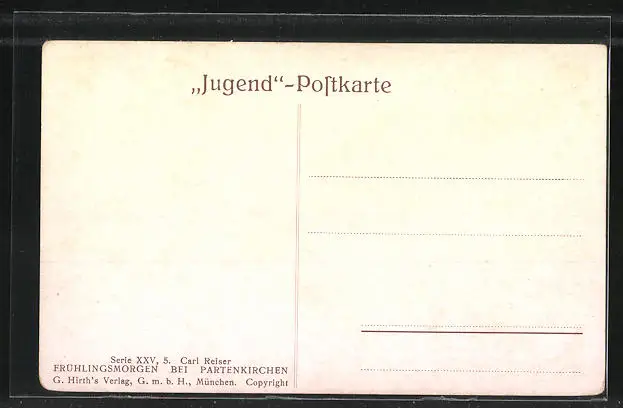 „Jugend“-Poſtkarte
Serie XXV, 5. Carl Reiser
FRÜHLINGSMORGEN BEI PARTENKIRCHEN
G. Hirth's Verlag, G. m. b. H., München. Copyright